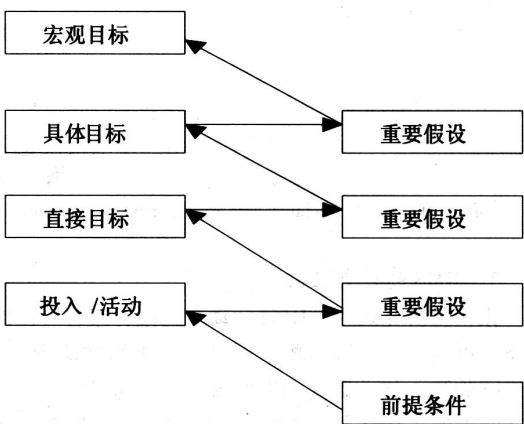 宏观目标
具体目标
重要假设
直接目标
重要假设
投入 /活动
重要假设
前提条件